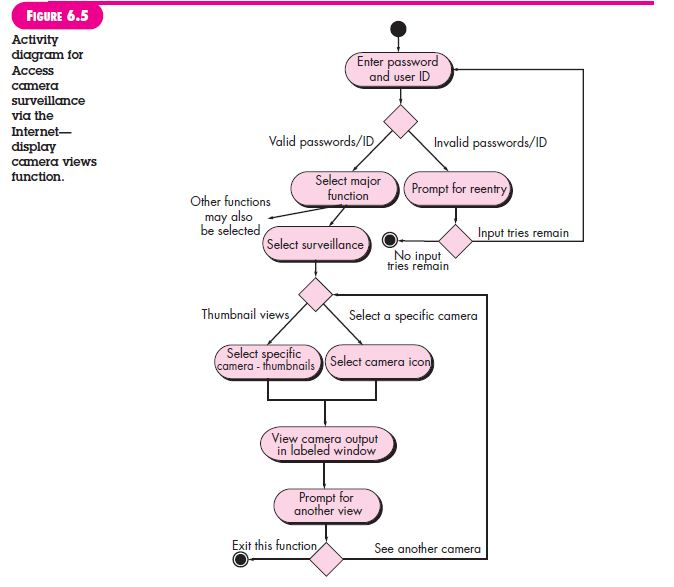 FIGURE 6.5
Activity
diagram for
Access
camera
surveillance
via the
Internet—
display
camera views
function.
Enter password
and user ID
Valid passwords/ID
Invalid passwords/ID
Select major
function
Prompt for reentry
Other functions
may also
be selected
Input tries remain
Select surveillance
No input
tries remain
Thumbnail views
Select a specific camera
Select specific
camera - thumbnails
Select camera icon
View camera output
in labeled window
Prompt for
another view
Exit this function
See another camera